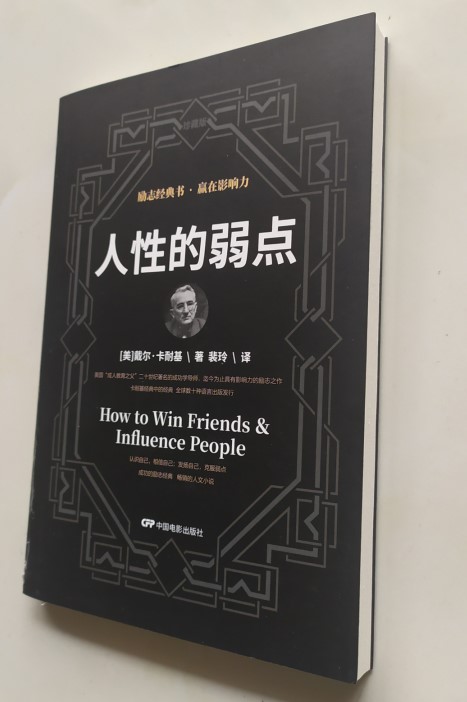 珍藏版
励志经典书·赢在影响力
人性的弱点
[美]戴尔·卡耐基 \ 著 裴玲 \ 译
美国“成人教育之父”二十世纪著名的成功学导师，迄今为止具有影响力的励志之作
卡耐基经典中的经典 全球数十种语言出版发行
How to Win Friends &
Influence People
认识自己，相信自己；发扬自己，克服弱点
成功的励志经典 畅销的人文小说
CFP 中国电影出版社